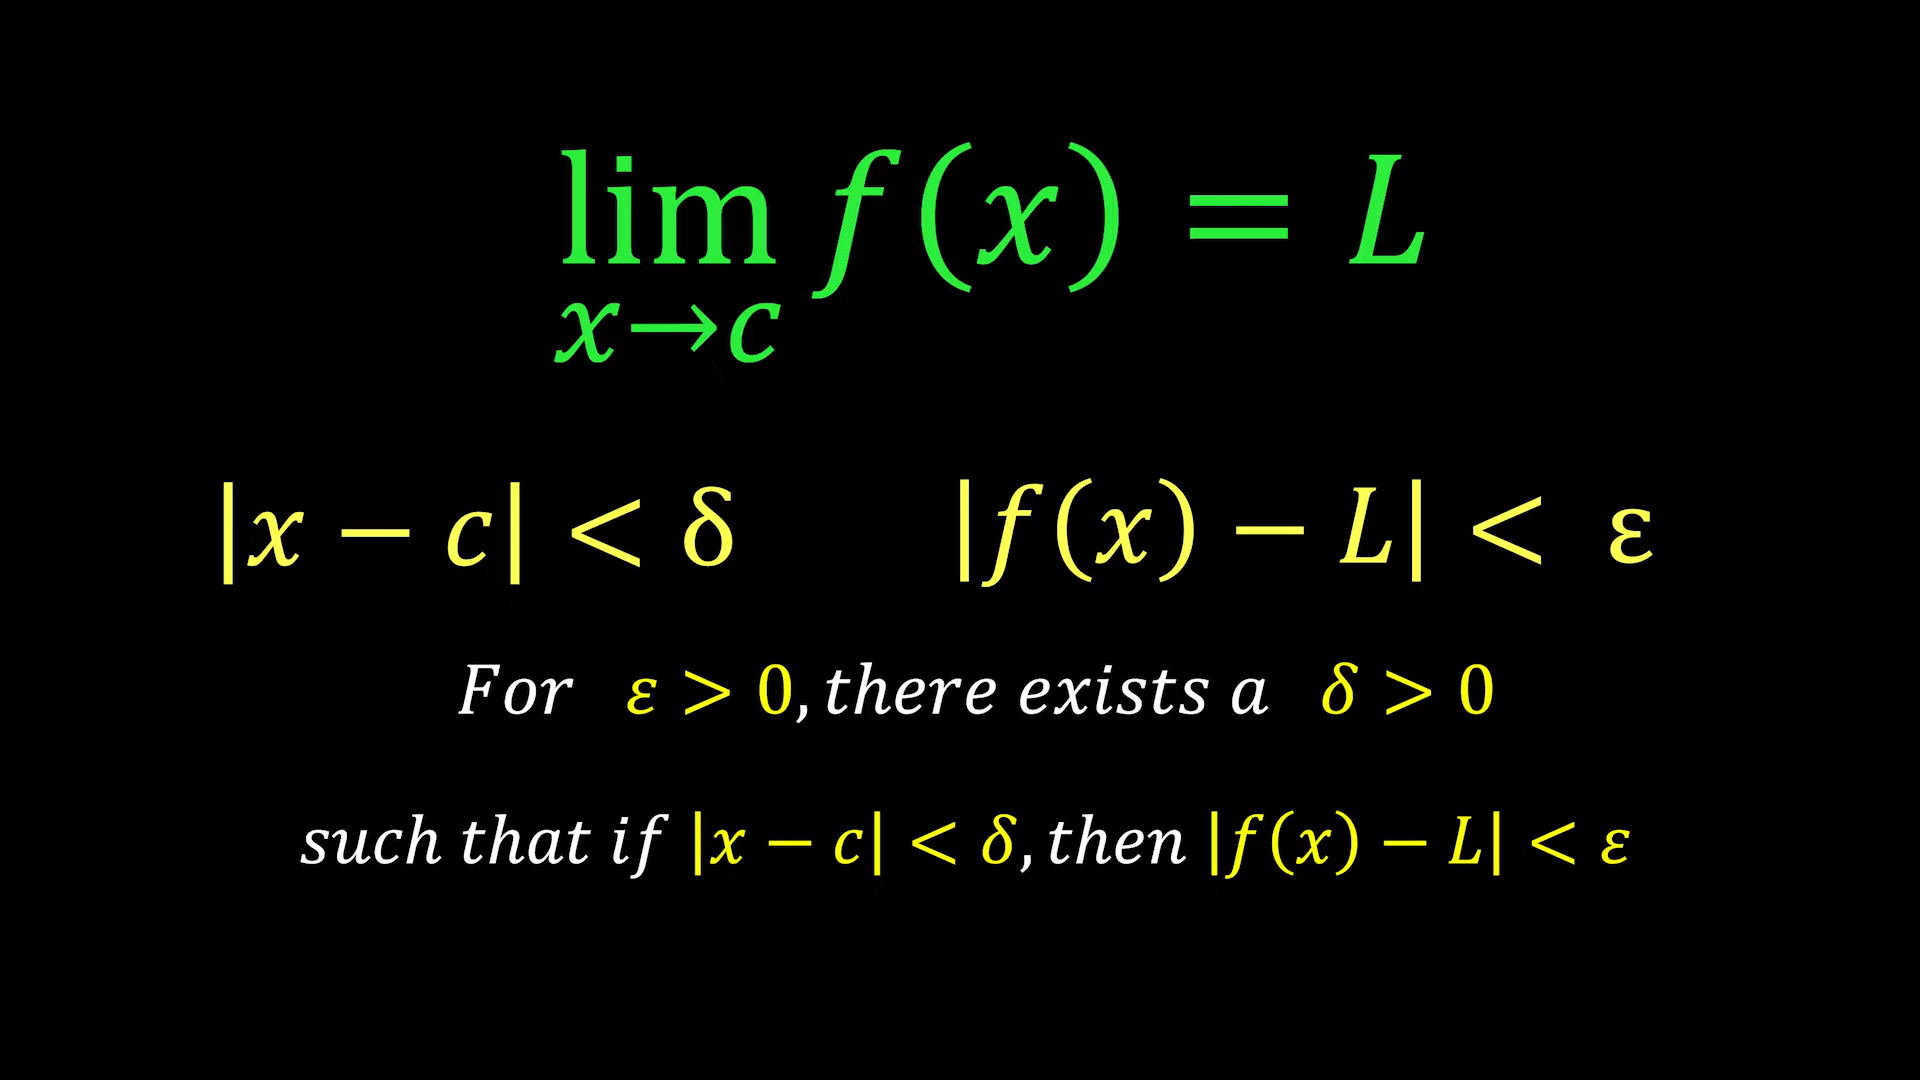 lim f(x) = L
x→c
|x − c| < δ |f(x) − L| < ε
For ε > 0, there exists a δ > 0
such that if |x − c| < δ, then |f(x) − L| < ε